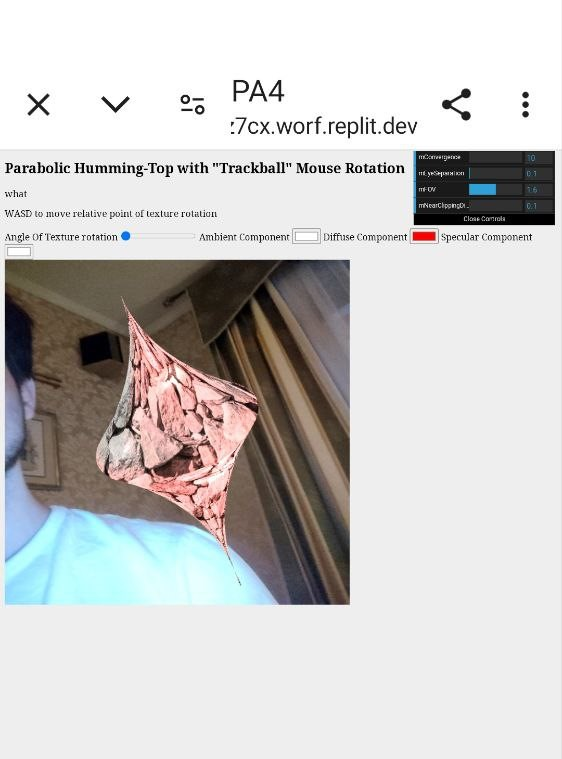 PA4
z7cx.worf.replit.dev
mConvergence 10
mEyeSeparation 0.1
mFOV 1.6
mNearClippingDi... 0.1
Close Controls
Parabolic Humming-Top with "Trackball" Mouse Rotation
what
WASD to move relative point of texture rotation
Angle Of Texture rotation Ambient Component Diffuse Component Specular Component